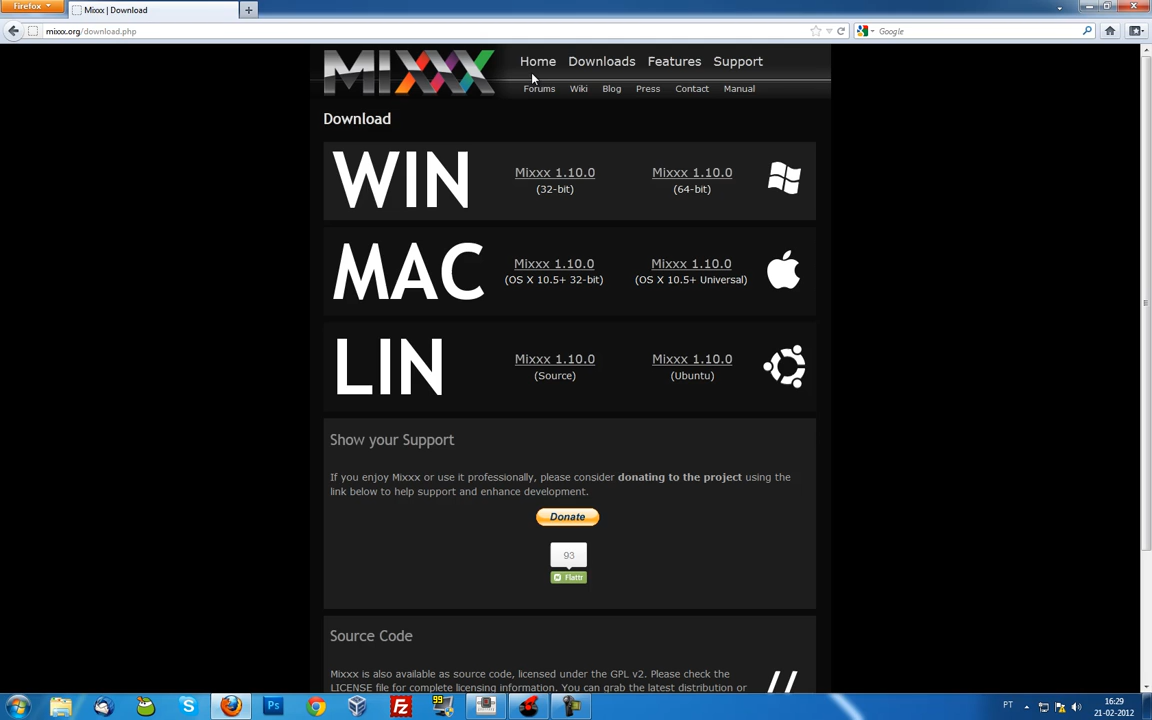 Firefox
Mixxx | Download
mixxx.org/download.php
Google
MIXXX
Home Downloads Features Support
Forums Wiki Blog Press Contact Manual
Download
WIN
Mixxx 1.10.0 Mixxx 1.10.0
(32-bit) (64-bit)
MAC
Mixxx 1.10.0 Mixxx 1.10.0
(OS X 10.5+ 32-bit) (OS X 10.5+ Universal)
LIN
Mixxx 1.10.0 Mixxx 1.10.0
(Source) (Ubuntu)
Show your Support
If you enjoy Mixxx or use it professionally, please consider donating to the project using the
link below to help support and enhance development.
Donate
93
Flattr
Source Code
Mixxx is also available as source code, licensed under the GPL v2. Please check the
LICENSE file for complete licensing information. You can grab the latest distribution or
//
Ps
Fz
99
PT
16:29
21-02-2012